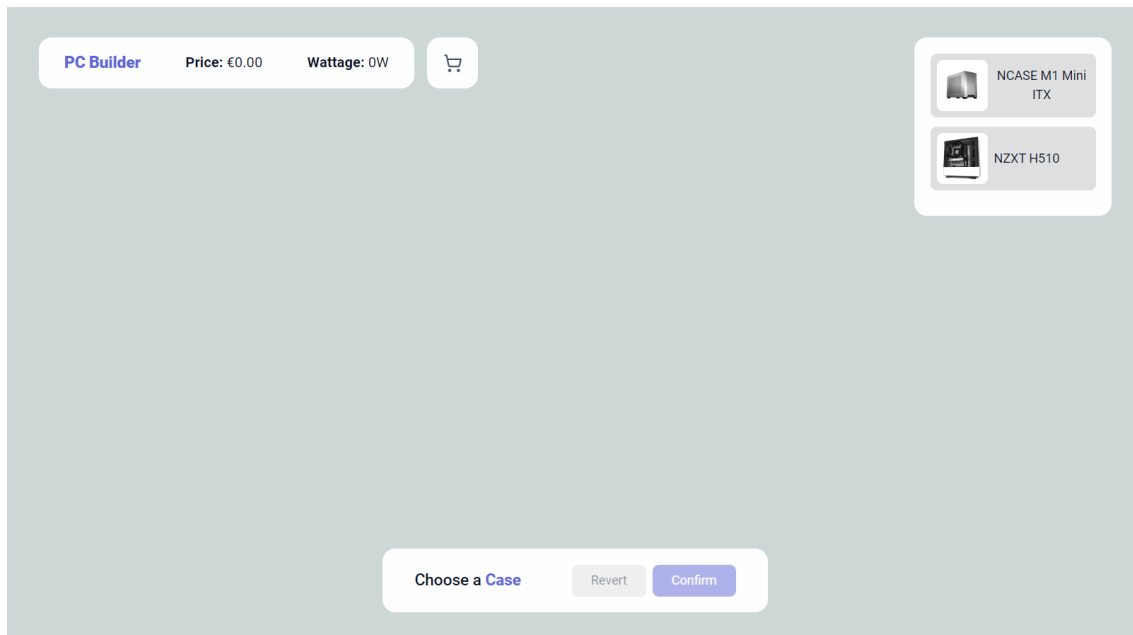 PC Builder Price: €0.00 Wattage: 0W
NCASE M1 Mini
ITX
NZXT H510
Choose a Case Revert Confirm